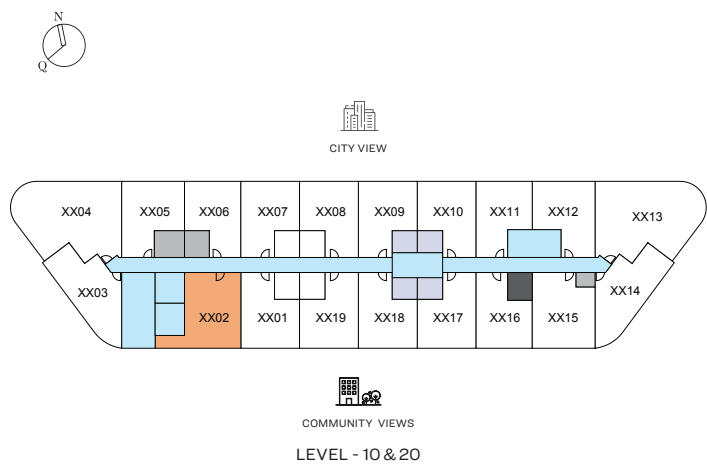 N
Q
CITY VIEW
XX04 XX05 XX06 XX07 XX08 XX09 XX10 XX11 XX12 XX13
XX03 XX02 XX01 XX19 XX18 XX17 XX16 XX15 XX14
COMMUNITY VIEWS
LEVEL - 10 & 20